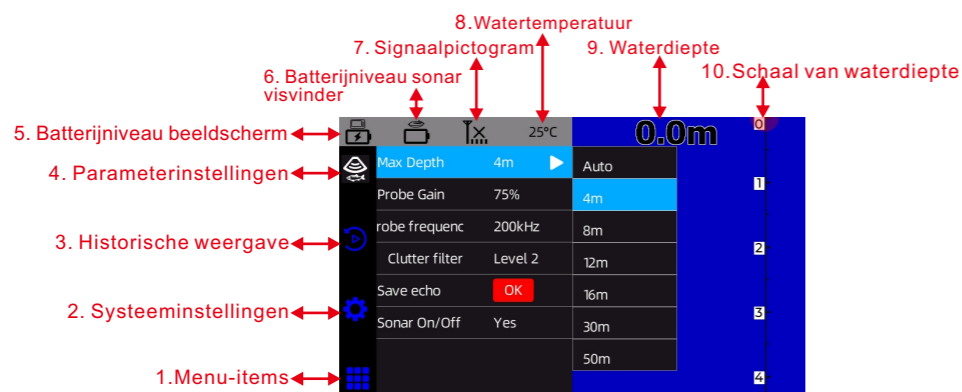 8.Watertemperatuur
7. Signaalpictogram
9. Waterdiepte
6. Batterijniveau sonar
visvinder
10.Schaal van waterdiepte
5. Batterijniveau beeldscherm
25°C
0.0m
0
4. Parameterinstellingen
Max Depth 4m
Auto
1
Probe Gain 75%
4m
3. Historische weergave
robe frequenc 200kHz
8m
2
Clutter filter Level 2
12m
Save echo OK
16m
2. Systeeminstellingen
3
Sonar On/Off Yes
30m
50m
1.Menu-items
4